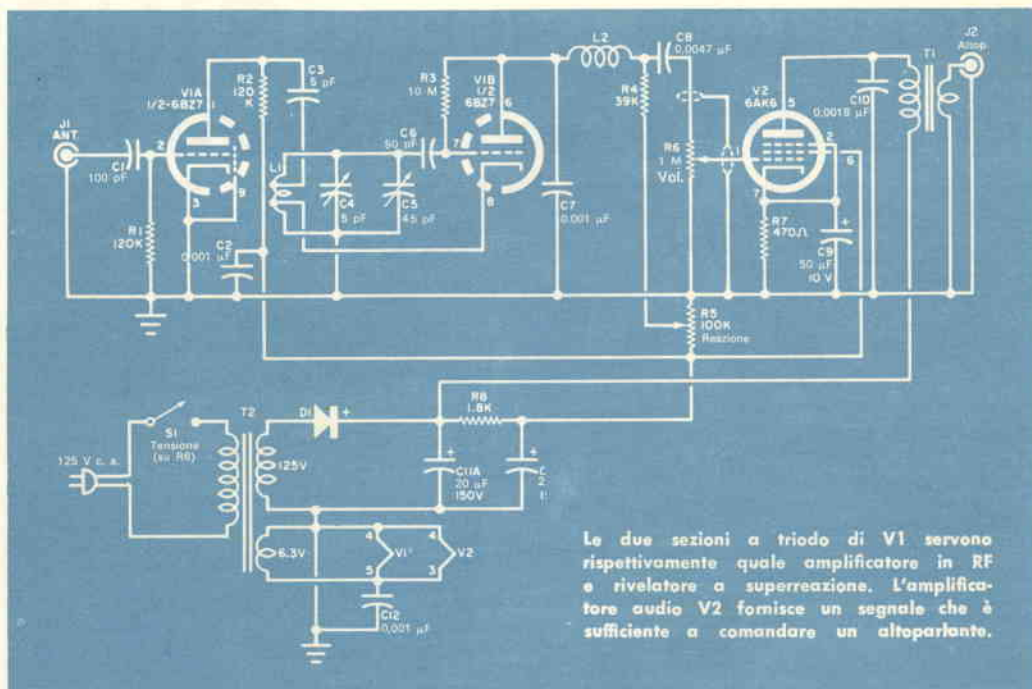 J1
ANT.
C1
100 pF
2
V1A
1/2-6BZ7
1
3
9
R1
120K
R2
120
K
C2
0,001 µF
C3
5 pF
L1
C4
5 pF
C5
45 pF
R3
10 M
C6
50 pF
7
V1B
1/2
6BZ7
6
8
C7
0.001 µF
L2
R4
39K
C8
0,0047 µF
R6
1 M
Vol.
R5
100K
Reazione
V2
6AK6
5
1
2
6
7
R7
470Ω
C9
+
50 µF
10 V
C10
0,0018 µF
T1
J2
Altop.
125 V c. a.
S1
Tensione
(su R6)
T2
125V
6.3V
D1
+
R8
1.8K
+
C11A
20 µF
150V
+
C
2
1
4
V1
5
4
V2
3
C12
0,001 µF
Le due sezioni a triodo di V1 servono
rispettivamente quale amplificatore in RF
e rivelatore a superreazione. L'amplifica-
tore audio V2 fornisce un segnale che è
sufficiente a comandare un altoparlante.